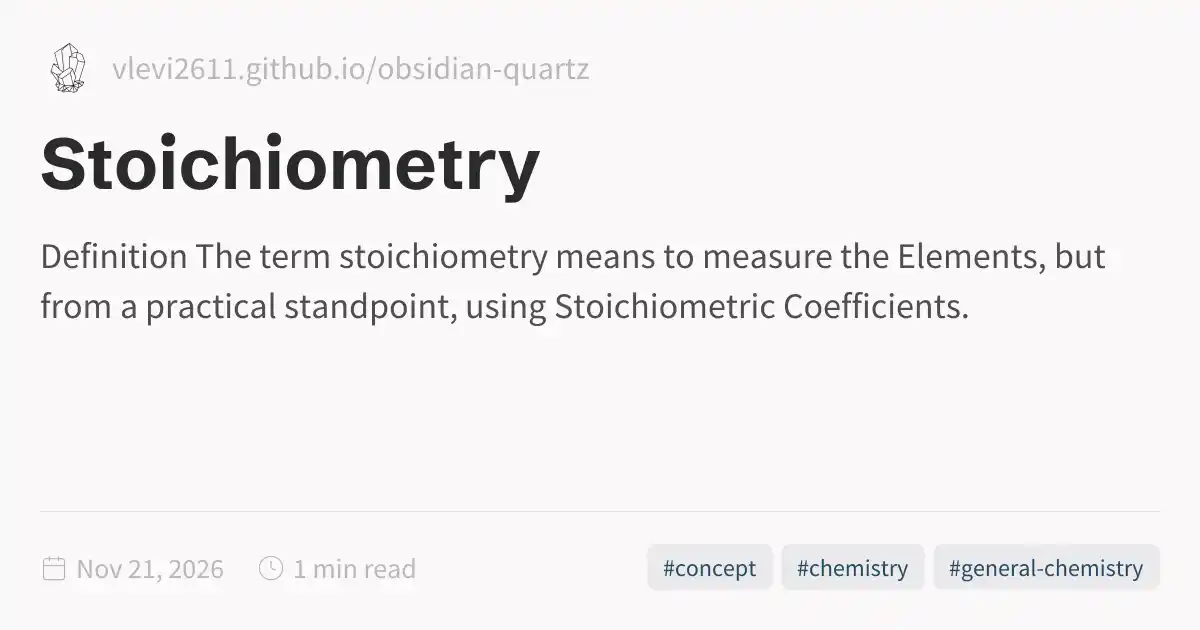 vlevi2611.github.io/obsidian-quartz
Stoichiometry
Definition The term stoichiometry means to measure the Elements, but
from a practical standpoint, using Stoichiometric Coefficients.
Nov 21, 2026 1 min read #concept #chemistry #general-chemistry